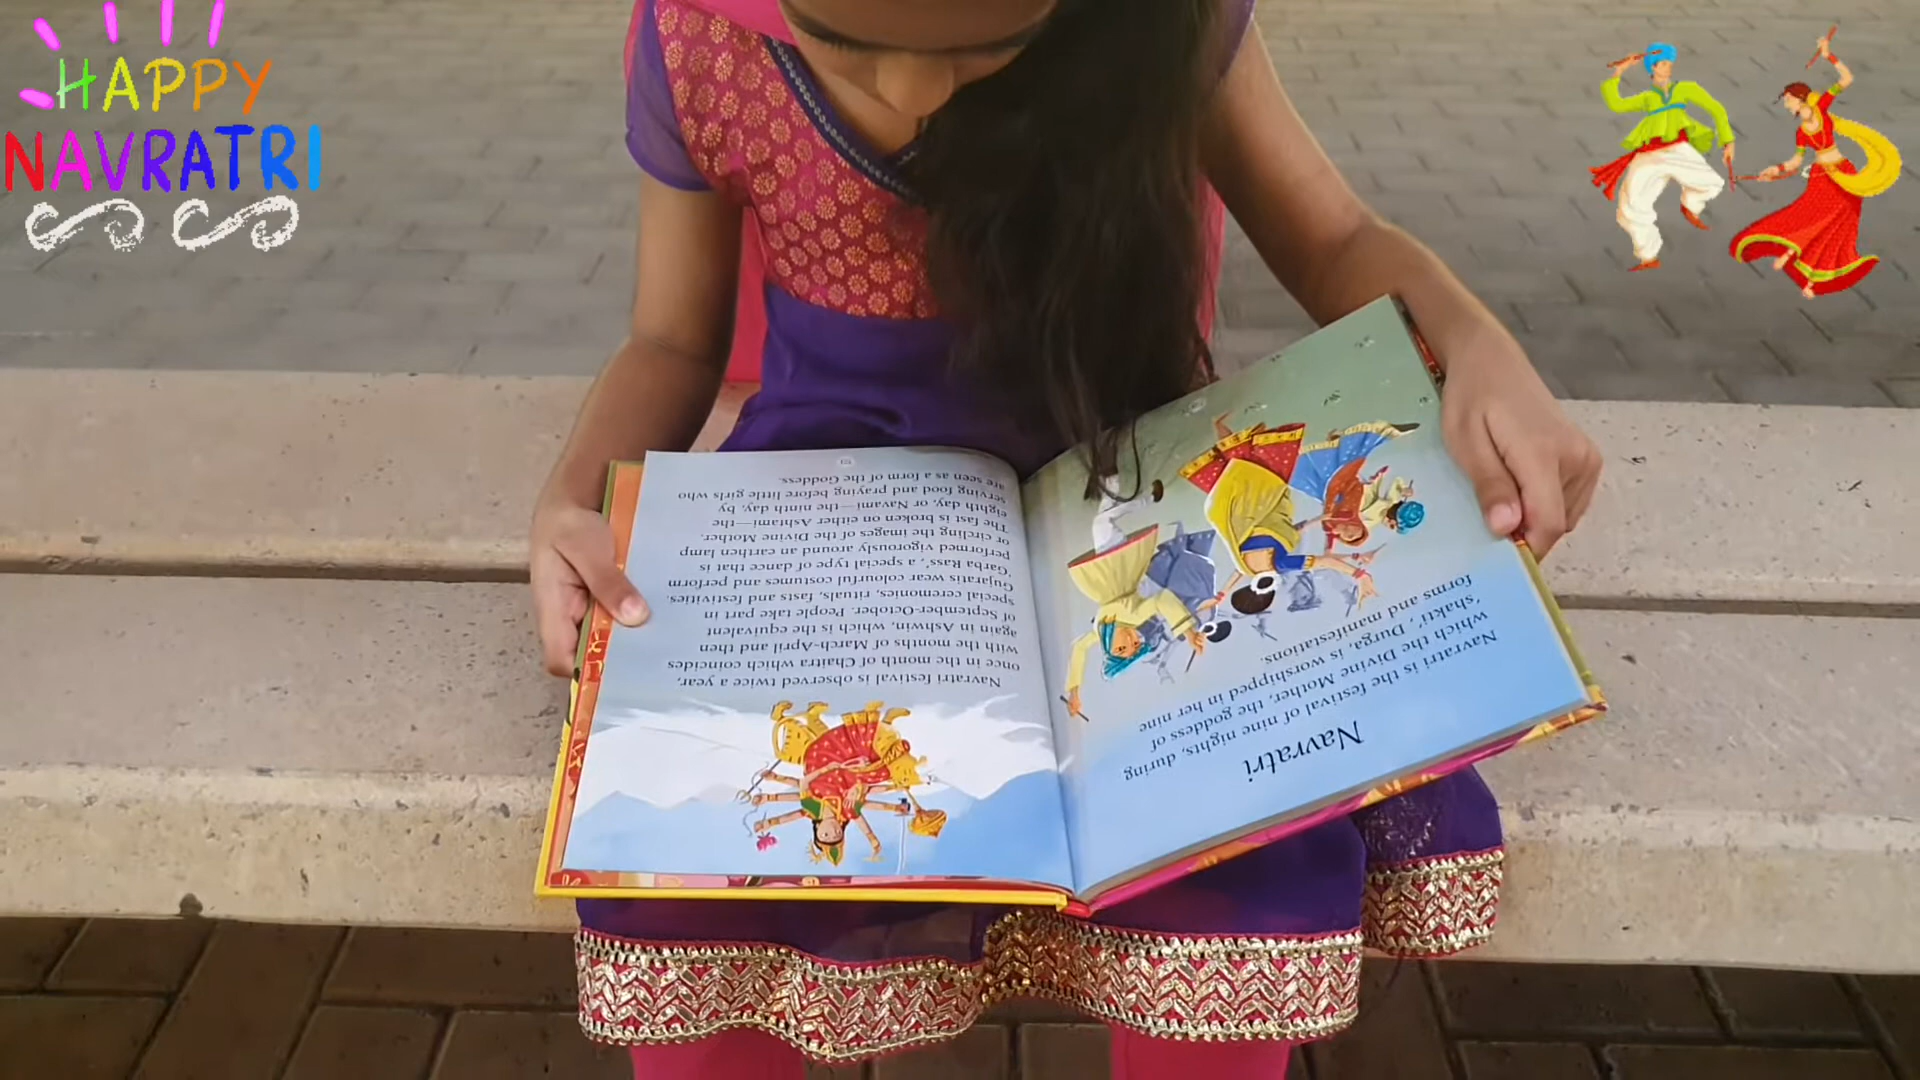 HAPPY
NAVRATRI
Navratri
Navratri is the festival of nine nights, during
which the Divine Mother, the goddess of
'shakti', Durga, is worshipped in her nine
forms and manifestations.
Navratri festival is observed twice a year,
once in the month of Chaitra which coincides
with the months of March-April and then
again in Ashwin, which is the equivalent
of September-October. People take part in
special ceremonies, rituals, fasts and festivities.
Gujaratis wear colourful costumes and perform
'Garba Rass', a special type of dance that is
performed vigorously around an earthen lamp
or circling the images of the Divine Mother.
The fast is broken on either Ashtami—the
eighth day, or Navami—the ninth day, by
serving food and praying before little girls who
are seen as a form of the Goddess.